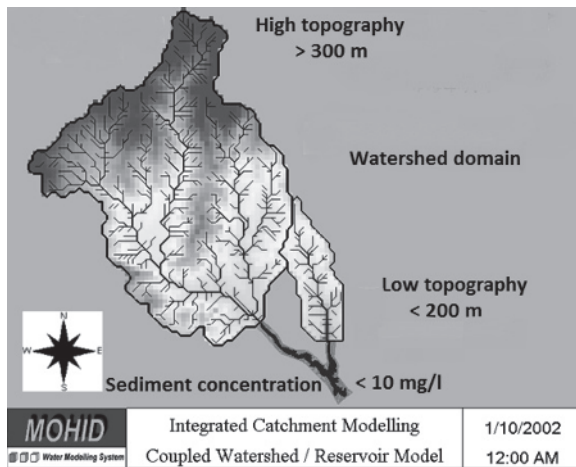 High topography
> 300 m
Watershed domain
Low topography
< 200 m
N
W E
S
Sediment concentration < 10 mg/l
MOHID
Water Modelling System
Integrated Catchment Modelling
Coupled Watershed / Reservoir Model
1/10/2002
12:00 AM